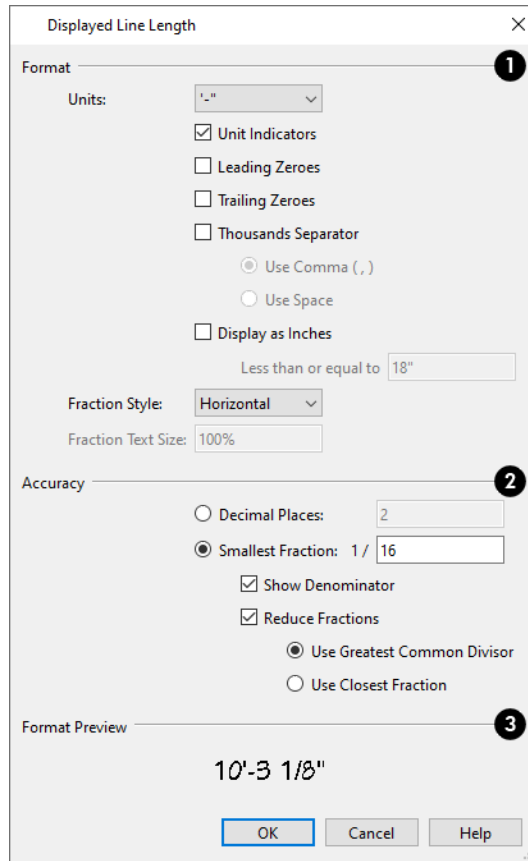 Displayed Line Length
Format 1
Units: '-"
Unit Indicators
Leading Zeroes
Trailing Zeroes
Thousands Separator
Use Comma ( , )
Use Space
Display as Inches
Less than or equal to 18"
Fraction Style: Horizontal
Fraction Text Size: 100%
Accuracy 2
Decimal Places: 2
Smallest Fraction: 1 / 16
Show Denominator
Reduce Fractions
Use Greatest Common Divisor
Use Closest Fraction
Format Preview 3
10'-3 1/8"
OK Cancel Help